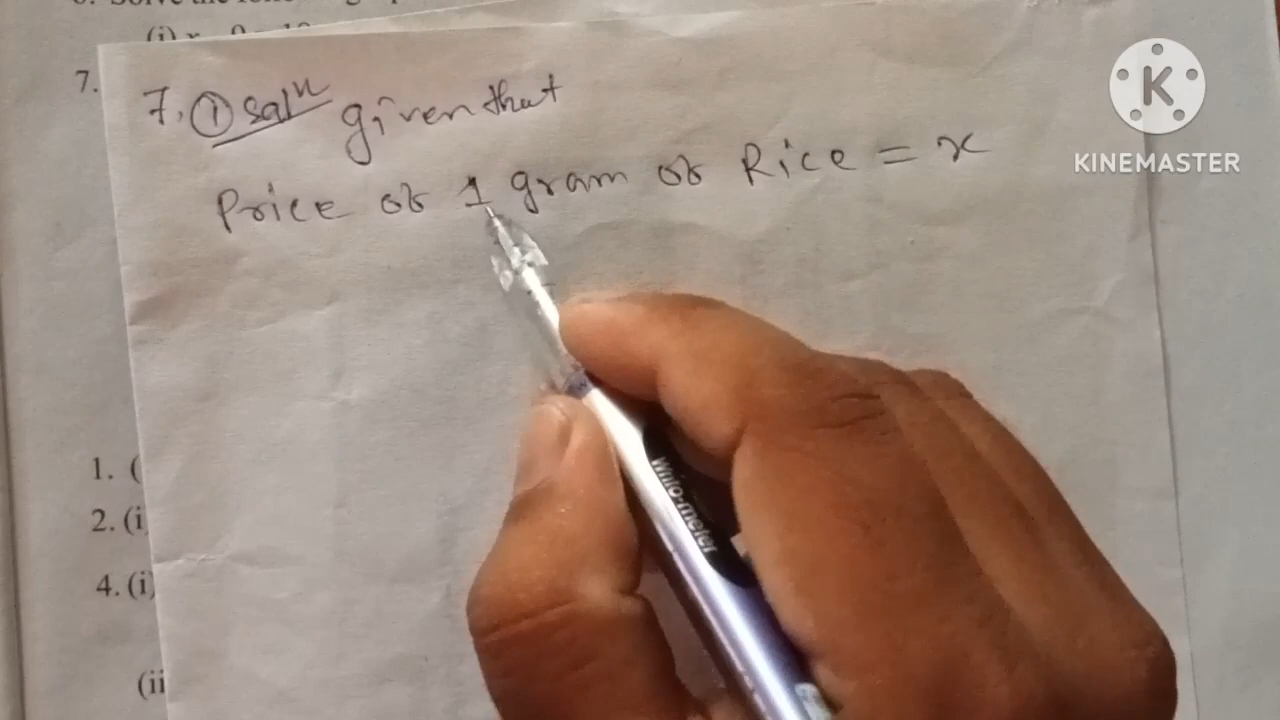 7.
7. (1) Solⁿ given that
Price of 1 gram of Rice = x
K
KINEMASTER
1. (
2. (i
4. (i)
(ii